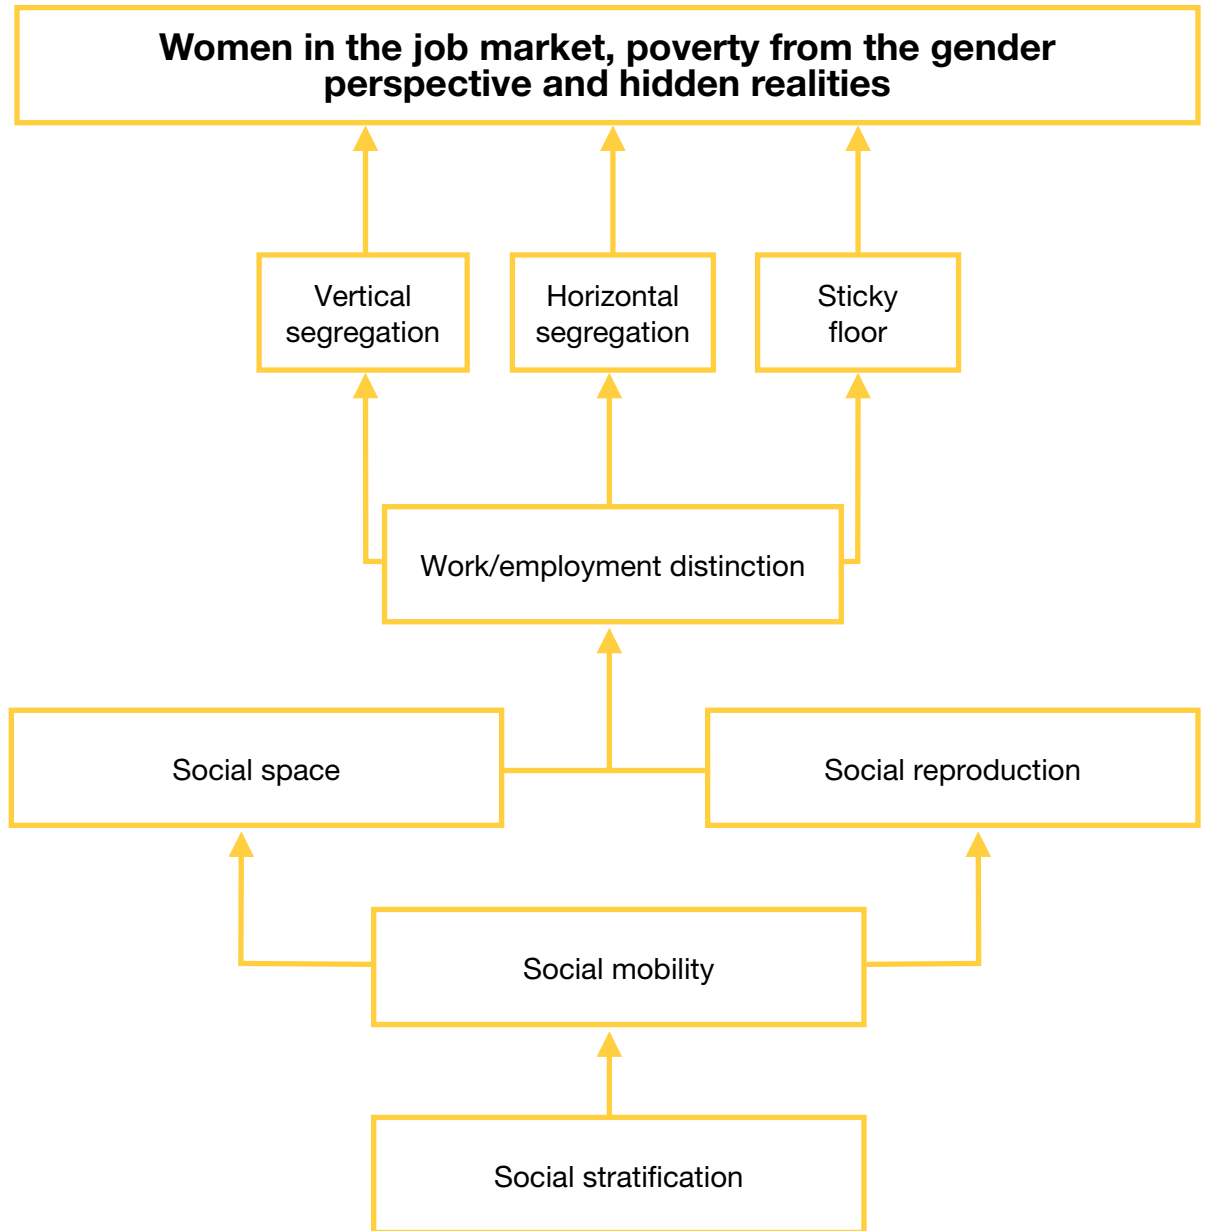 Women in the job market, poverty from the gender
perspective and hidden realities
Vertical
segregation
Horizontal
segregation
Sticky
floor
Work/employment distinction
Social space
Social reproduction
Social mobility
Social stratification